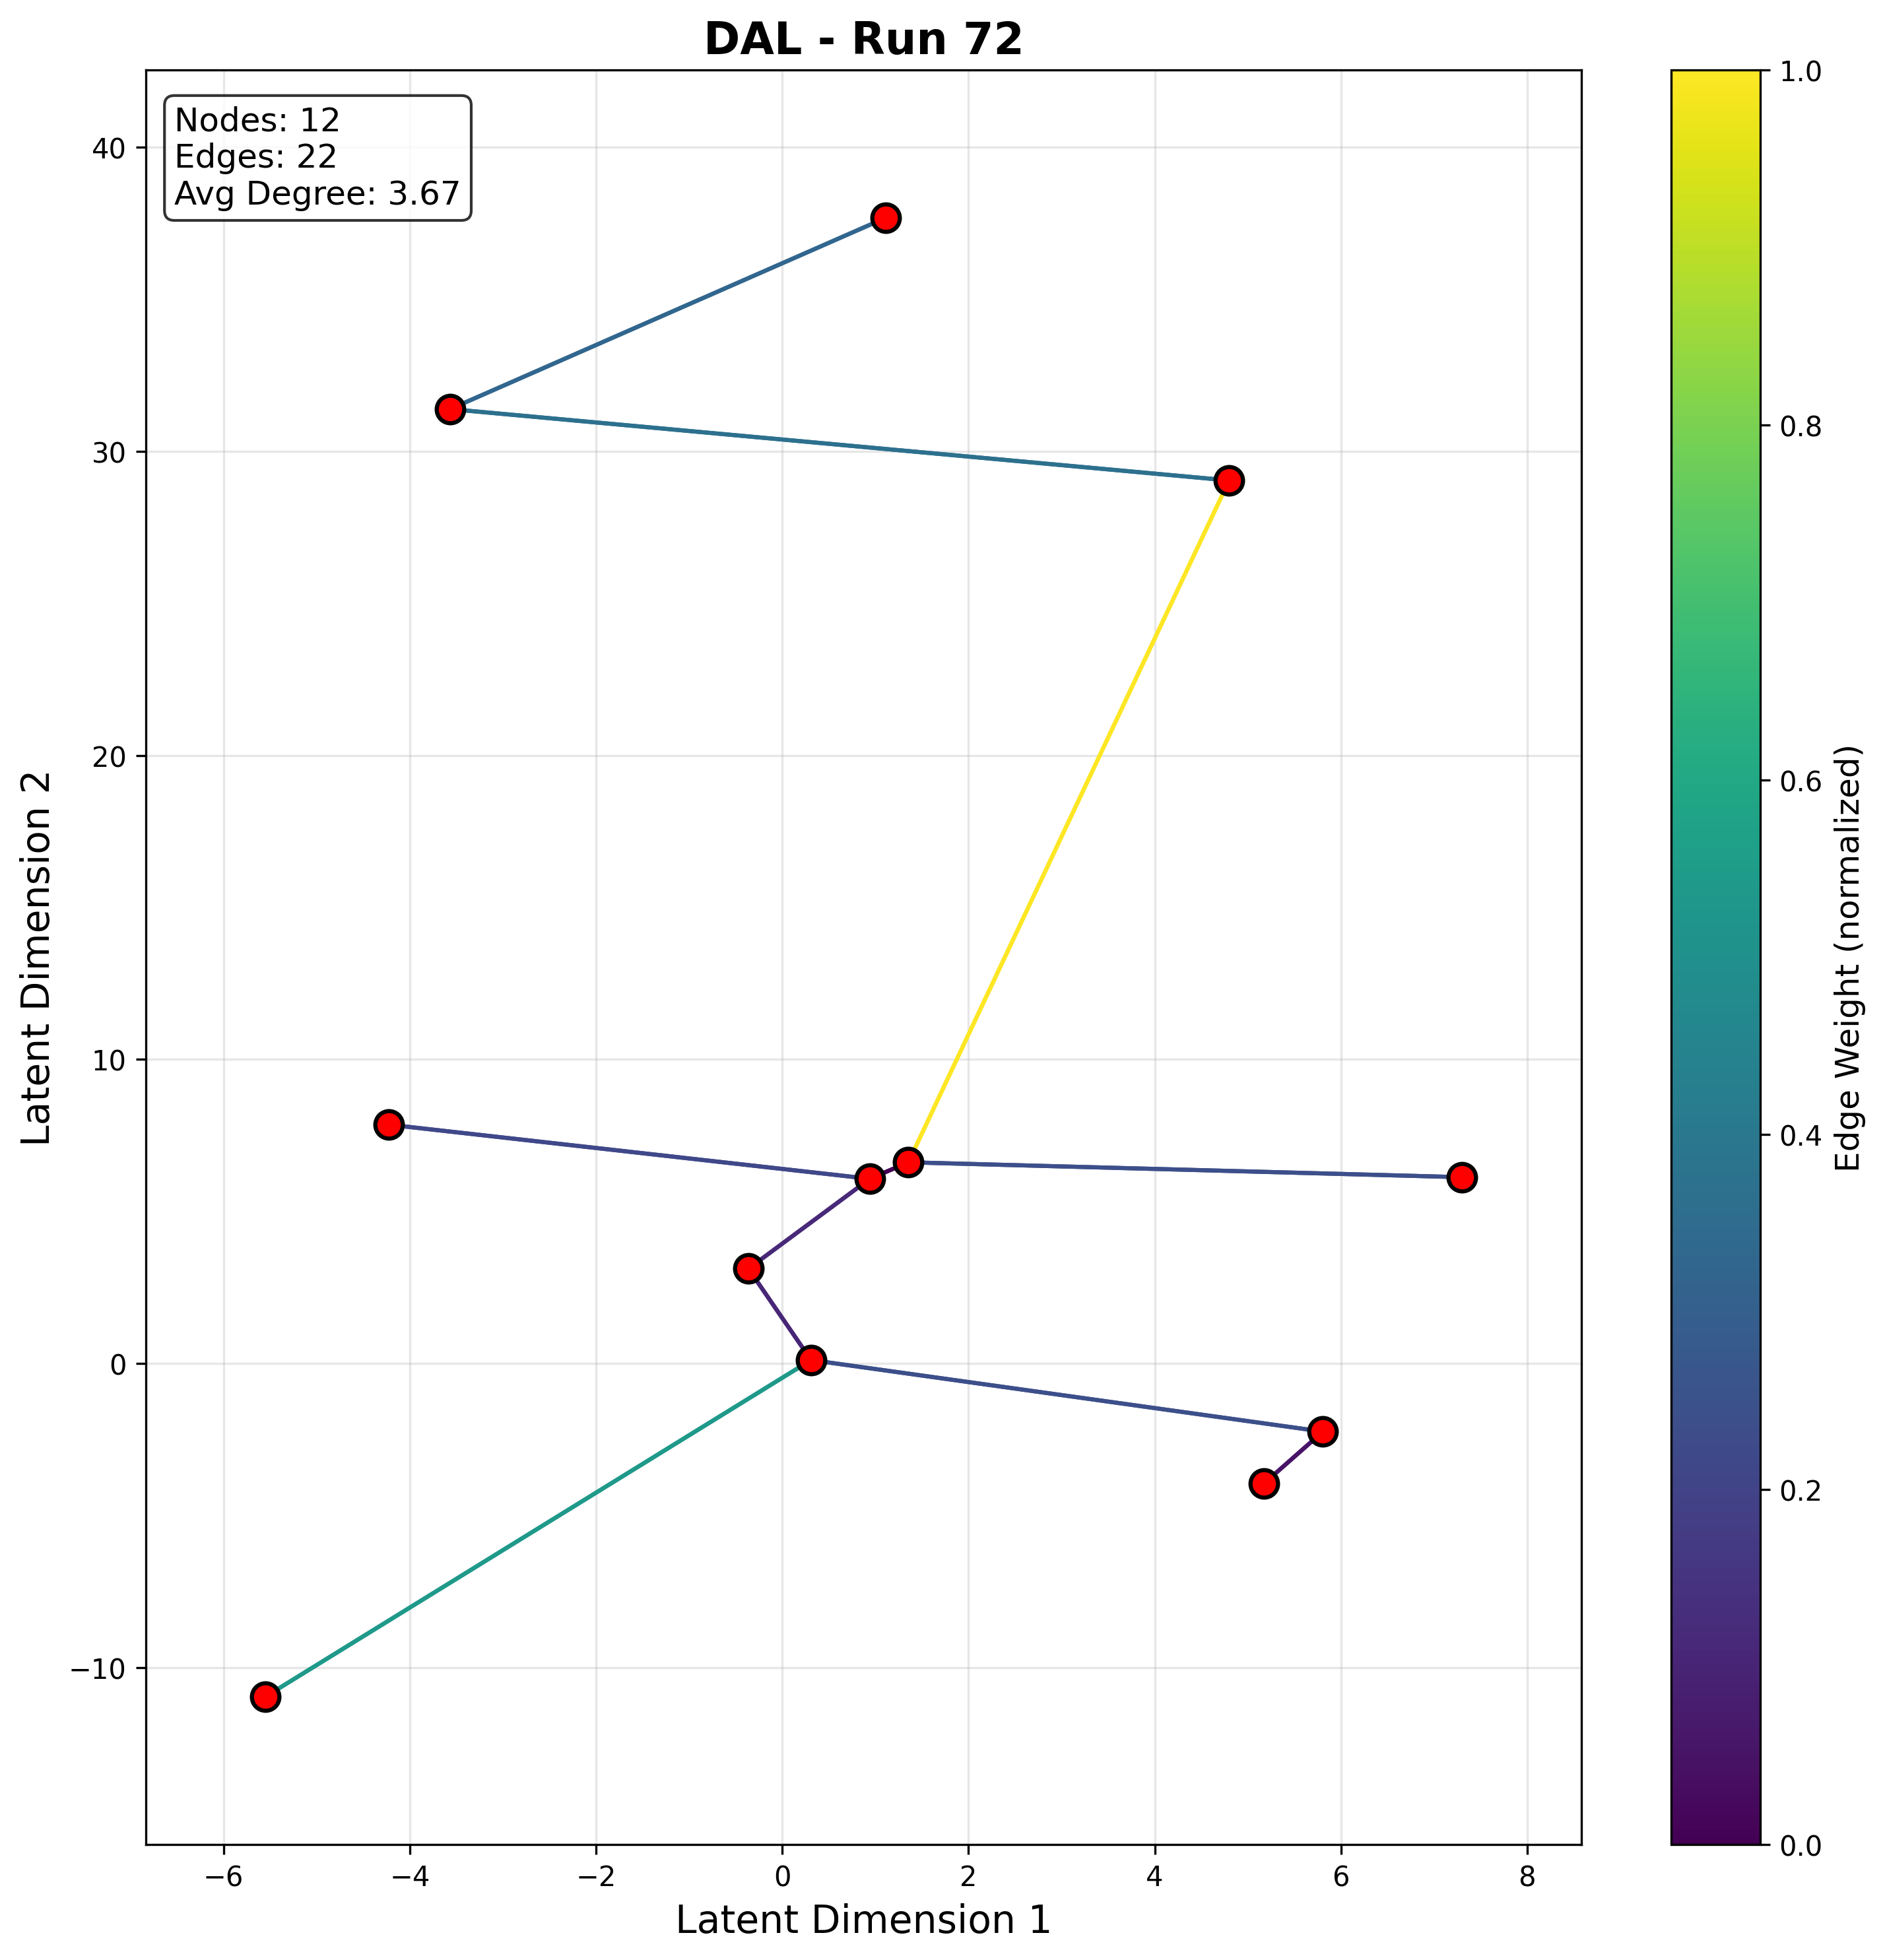 DAL - Run 72
Nodes: 12
Edges: 22
Avg Degree: 3.67
40
30
20
10
0
−10
Latent Dimension 2
−6
−4
−2
0
2
4
6
8
Latent Dimension 1
1.0
0.8
0.6
0.4
0.2
0.0
Edge Weight (normalized)